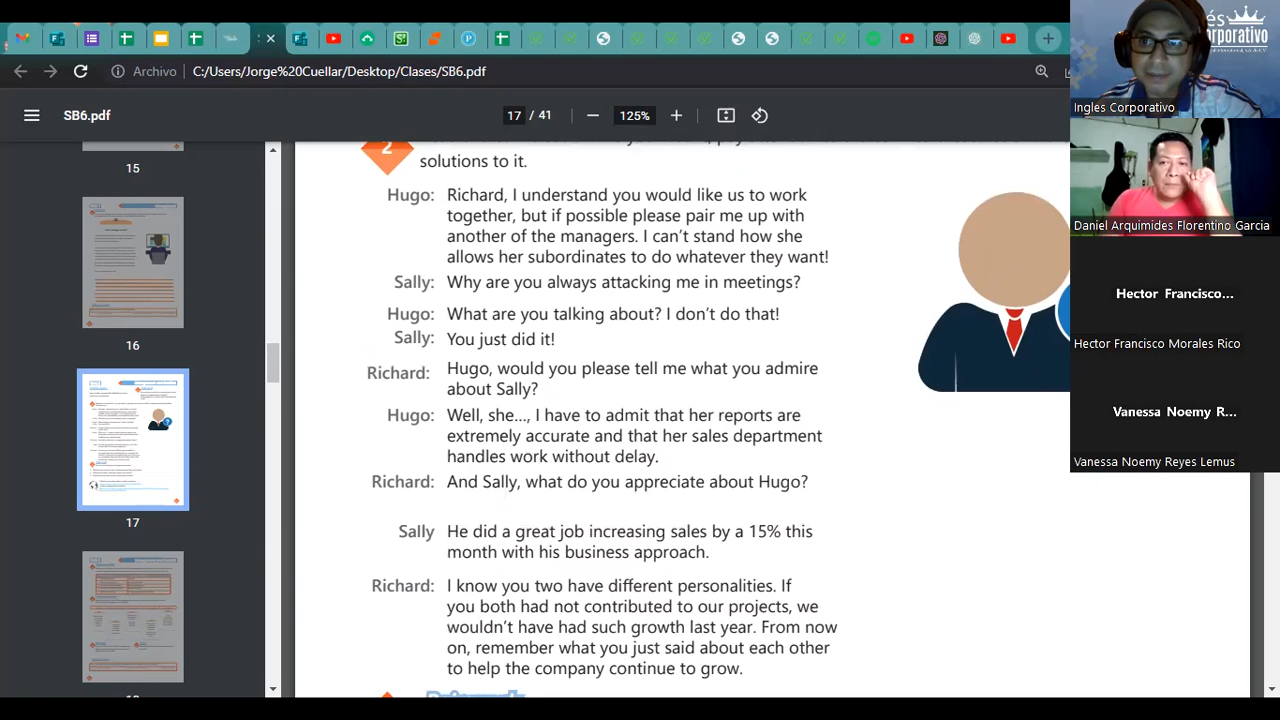 Archivo C:/Users/Jorge%20Cuellar/Desktop/Clases/SB6.pdf
SB6.pdf
17 / 41
125%
15
16
17
2
solutions to it.
Hugo: Richard, I understand you would like us to work
together, but if possible please pair me up with
another of the managers. I can't stand how she
allows her subordinates to do whatever they want!
Sally: Why are you always attacking me in meetings?
Hugo: What are you talking about? I don't do that!
Sally: You just did it!
Richard: Hugo, would you please tell me what you admire
about Sally?
Hugo: Well, she..., I have to admit that her reports are
extremely accurate and that her sales department
handles work without delay.
Richard: And Sally, what do you appreciate about Hugo?
Sally He did a great job increasing sales by a 15% this
month with his business approach.
Richard: I know you two have different personalities. If
you both had not contributed to our projects, we
wouldn't have had such growth last year. From now
on, remember what you just said about each other
to help the company continue to grow.
és
orporativo
Ingles Corporativo
Daniel Arquimides Florentino Garcia
Hector Francisco...
Hector Francisco Morales Rico
Vanessa Noemy R...
Vanessa Noemy Reyes Lemus